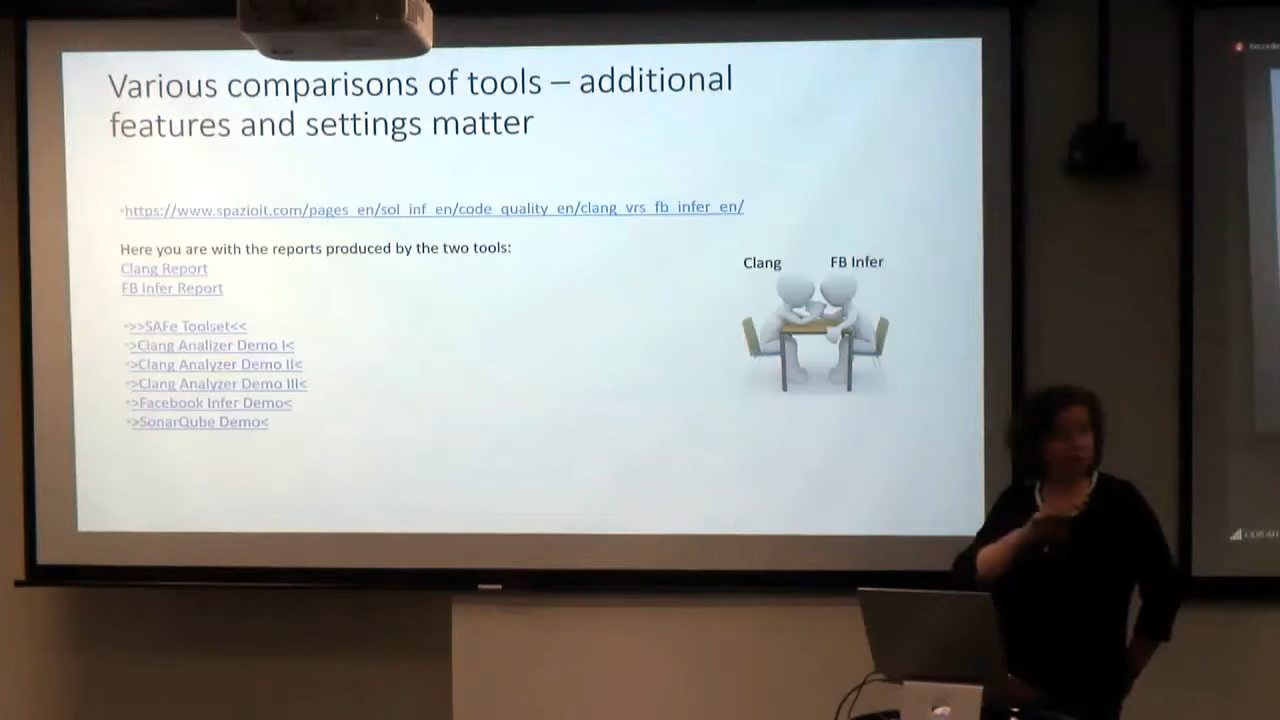 Various comparisons of tools – additional
features and settings matter
https://www.spazioit.com/pages_en/sol_inf_en/code_quality_en/clang_vrs_fb_infer_en/
Here you are with the reports produced by the two tools:
Clang Report
FB Infer Report
>>SAFe Toolset<<
>Clang Analizer Demo I<
>Clang Analyzer Demo II<
>Clang Analyzer Demo III<
>Facebook Infer Demo<
>SonarQube Demo<
Clang FB Infer